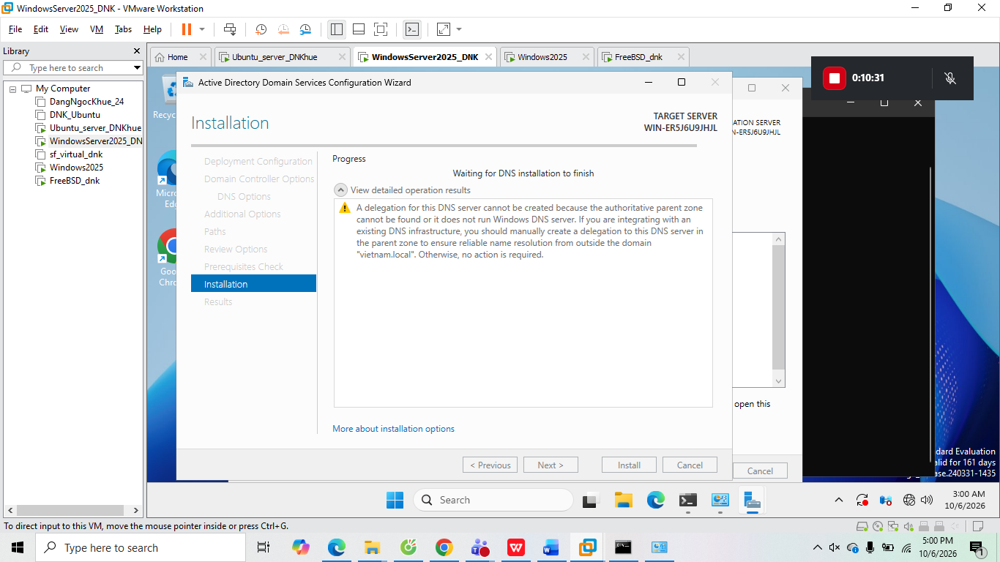 WindowsServer2025_DNK - VMware Workstation
File Edit View VM Tabs Help
Library
Type here to search
My Computer
DangNgocKhue_24
DNK_Ubuntu
Ubuntu_server_DNKhue
WindowsServer2025_DN
sf_virtual_dnk
Windows2025
FreeBSD_dnk
Home
Ubuntu_server_DNKhue
WindowsServer2025_DNK
Windows2025
FreeBSD_dnk
0:10:31
Recyc
Micro
Edg
Goo
Chro
Active Directory Domain Services Configuration Wizard
Installation
TARGET SERVER
WIN-ER5J6U9JHJL
ATION SERVER
N-ER5J6U9JHJL
Deployment Configuration
Domain Controller Options
DNS Options
Additional Options
Paths
Review Options
Prerequisites Check
Installation
Results
Progress
Waiting for DNS installation to finish
View detailed operation results
A delegation for this DNS server cannot be created because the authoritative parent zone
cannot be found or it does not run Windows DNS server. If you are integrating with an
existing DNS infrastructure, you should manually create a delegation to this DNS server in
the parent zone to ensure reliable name resolution from outside the domain
"vietnam.local". Otherwise, no action is required.
More about installation options
< Previous
Next >
Install
Cancel
open this
Cancel
dard Evaluation
alid for 161 days
ase.240331-1435
Search
3:00 AM
10/6/2026
To direct input to this VM, move the mouse pointer inside or press Ctrl+G.
Type here to search
5:00 PM
10/6/2026
1